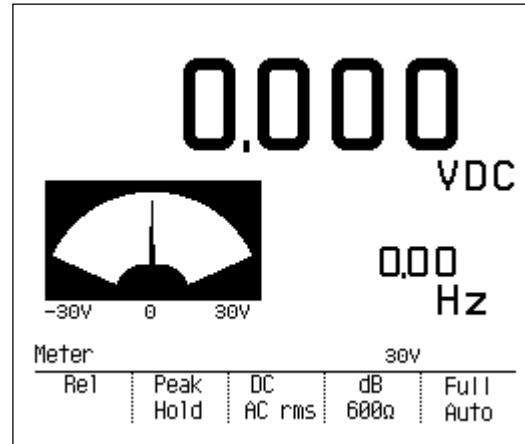 0.000
VDC
0.00
Hz
-30V 0 30V
Meter 30V
Rel Peak Hold DC AC rms dB 600Ω Full Auto